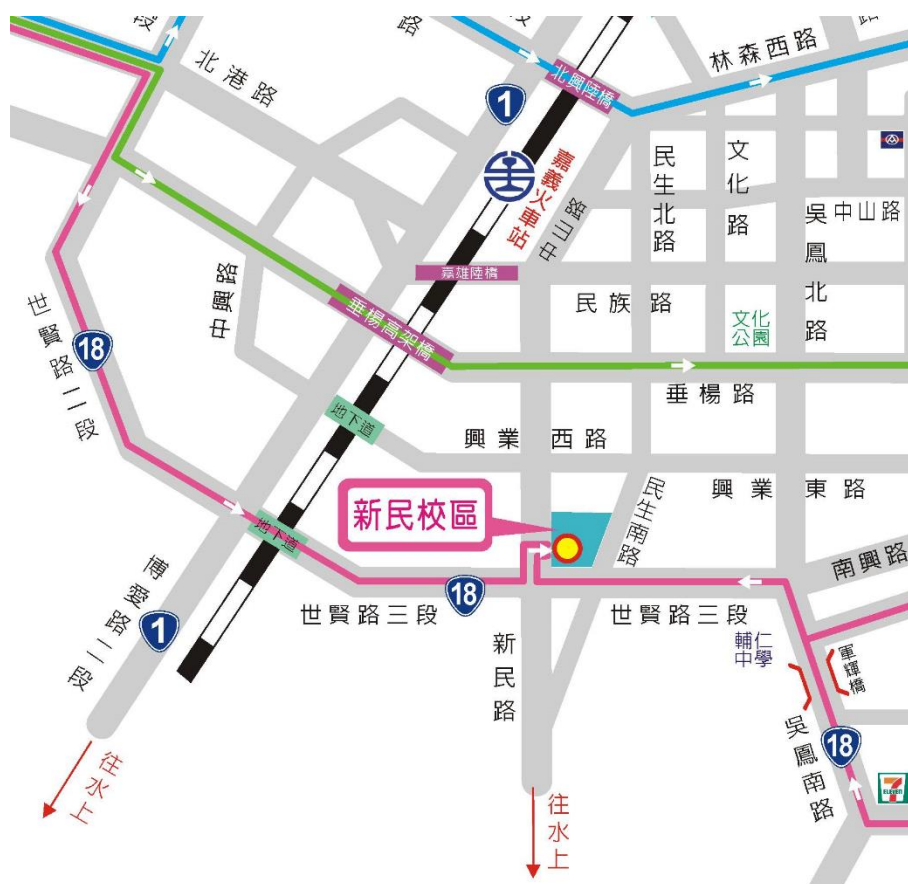 段
路
北港路
北興陸橋
林森西路
1
嘉義火車站
中山路
民生北路
文化路
吳鳳北路
中山路
嘉雄陸橋
民族路
中興路
世賢路二段
18
垂楊高架橋
文化
公園
垂楊路
地下道
興業西路
民生南路
興業東路
新民校區
地下道
南興路
博愛路二段
1
18
世賢路三段
世賢路三段
新民路
輔仁
中學
軍輝橋
吳鳳南路
18
7
ELEVEN
往水上
往水上